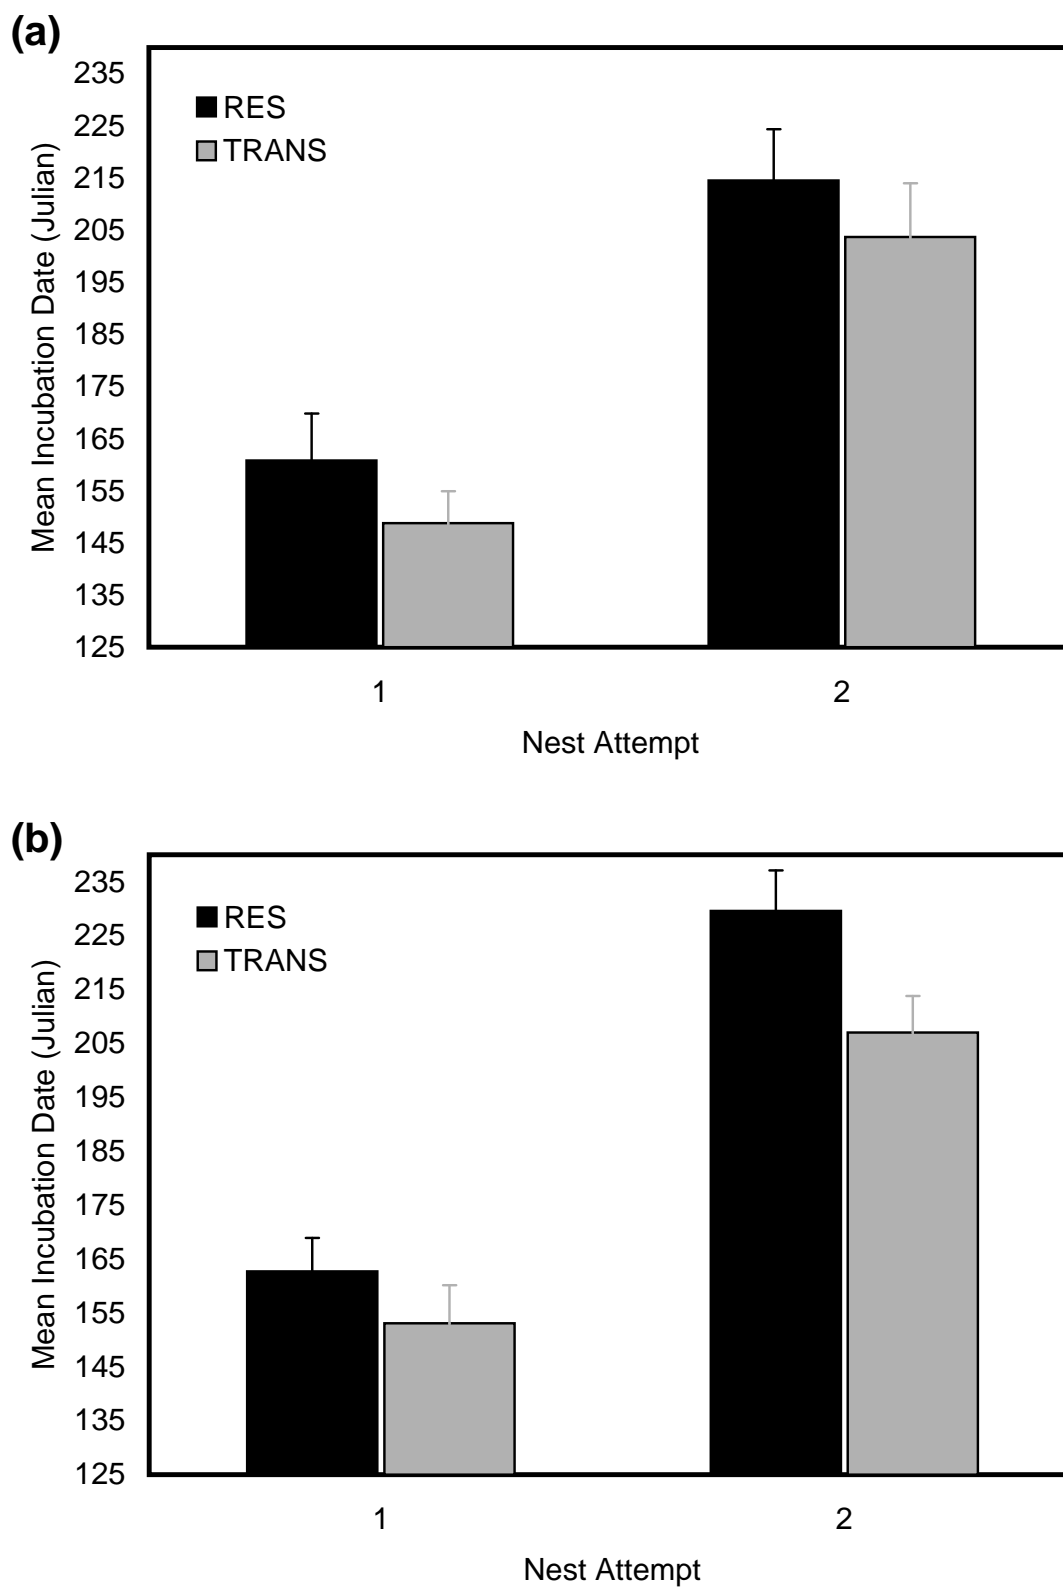 (a)
Mean Incubation Date (Julian)
235
225
215
205
195
185
175
165
155
145
135
125
RES
TRANS
1
2
Nest Attempt
(b)
Mean Incubation Date (Julian)
235
225
215
205
195
185
175
165
155
145
135
125
RES
TRANS
1
2
Nest Attempt